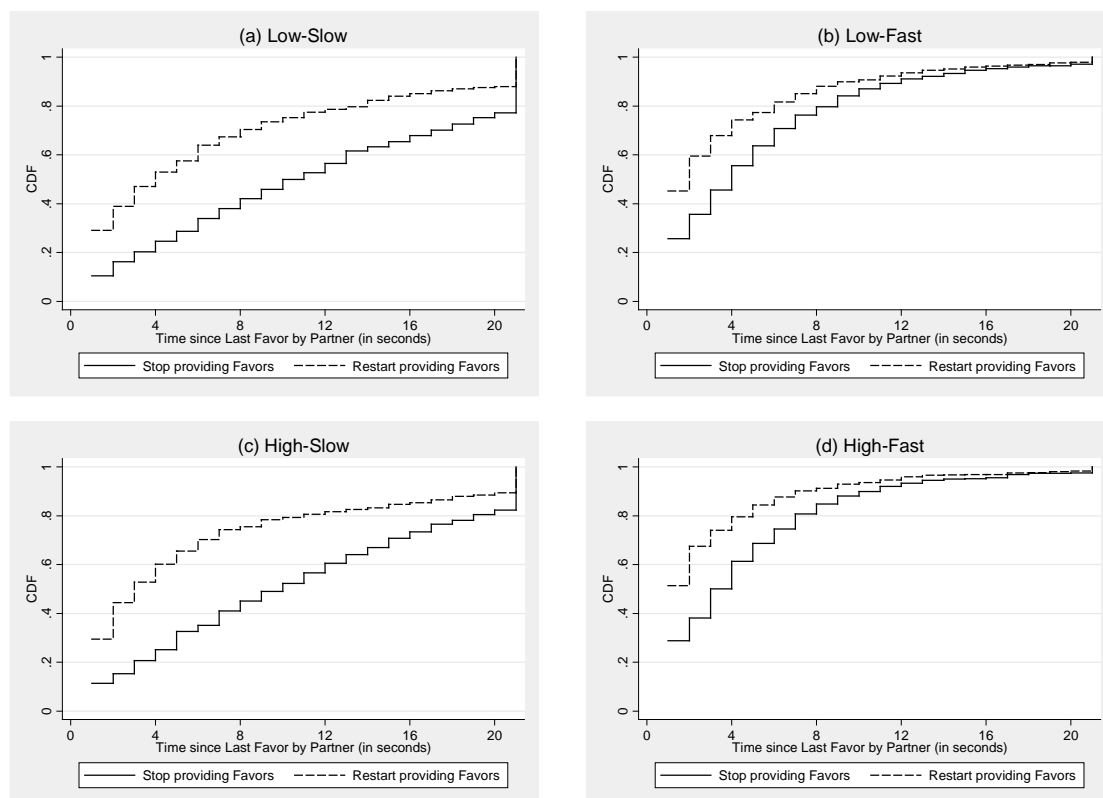 (a) Low-Slow
CDF
0 .2 .4 .6 .8 1
0 4 8 12 16 20
Time since Last Favor by Partner (in seconds)
Stop providing Favors Restart providing Favors
(b) Low-Fast
CDF
0 .2 .4 .6 .8 1
0 4 8 12 16 20
Time since Last Favor by Partner (in seconds)
Stop providing Favors Restart providing Favors
(c) High-Slow
CDF
0 .2 .4 .6 .8 1
0 4 8 12 16 20
Time since Last Favor by Partner (in seconds)
Stop providing Favors Restart providing Favors
(d) High-Fast
CDF
0 .2 .4 .6 .8 1
0 4 8 12 16 20
Time since Last Favor by Partner (in seconds)
Stop providing Favors Restart providing Favors